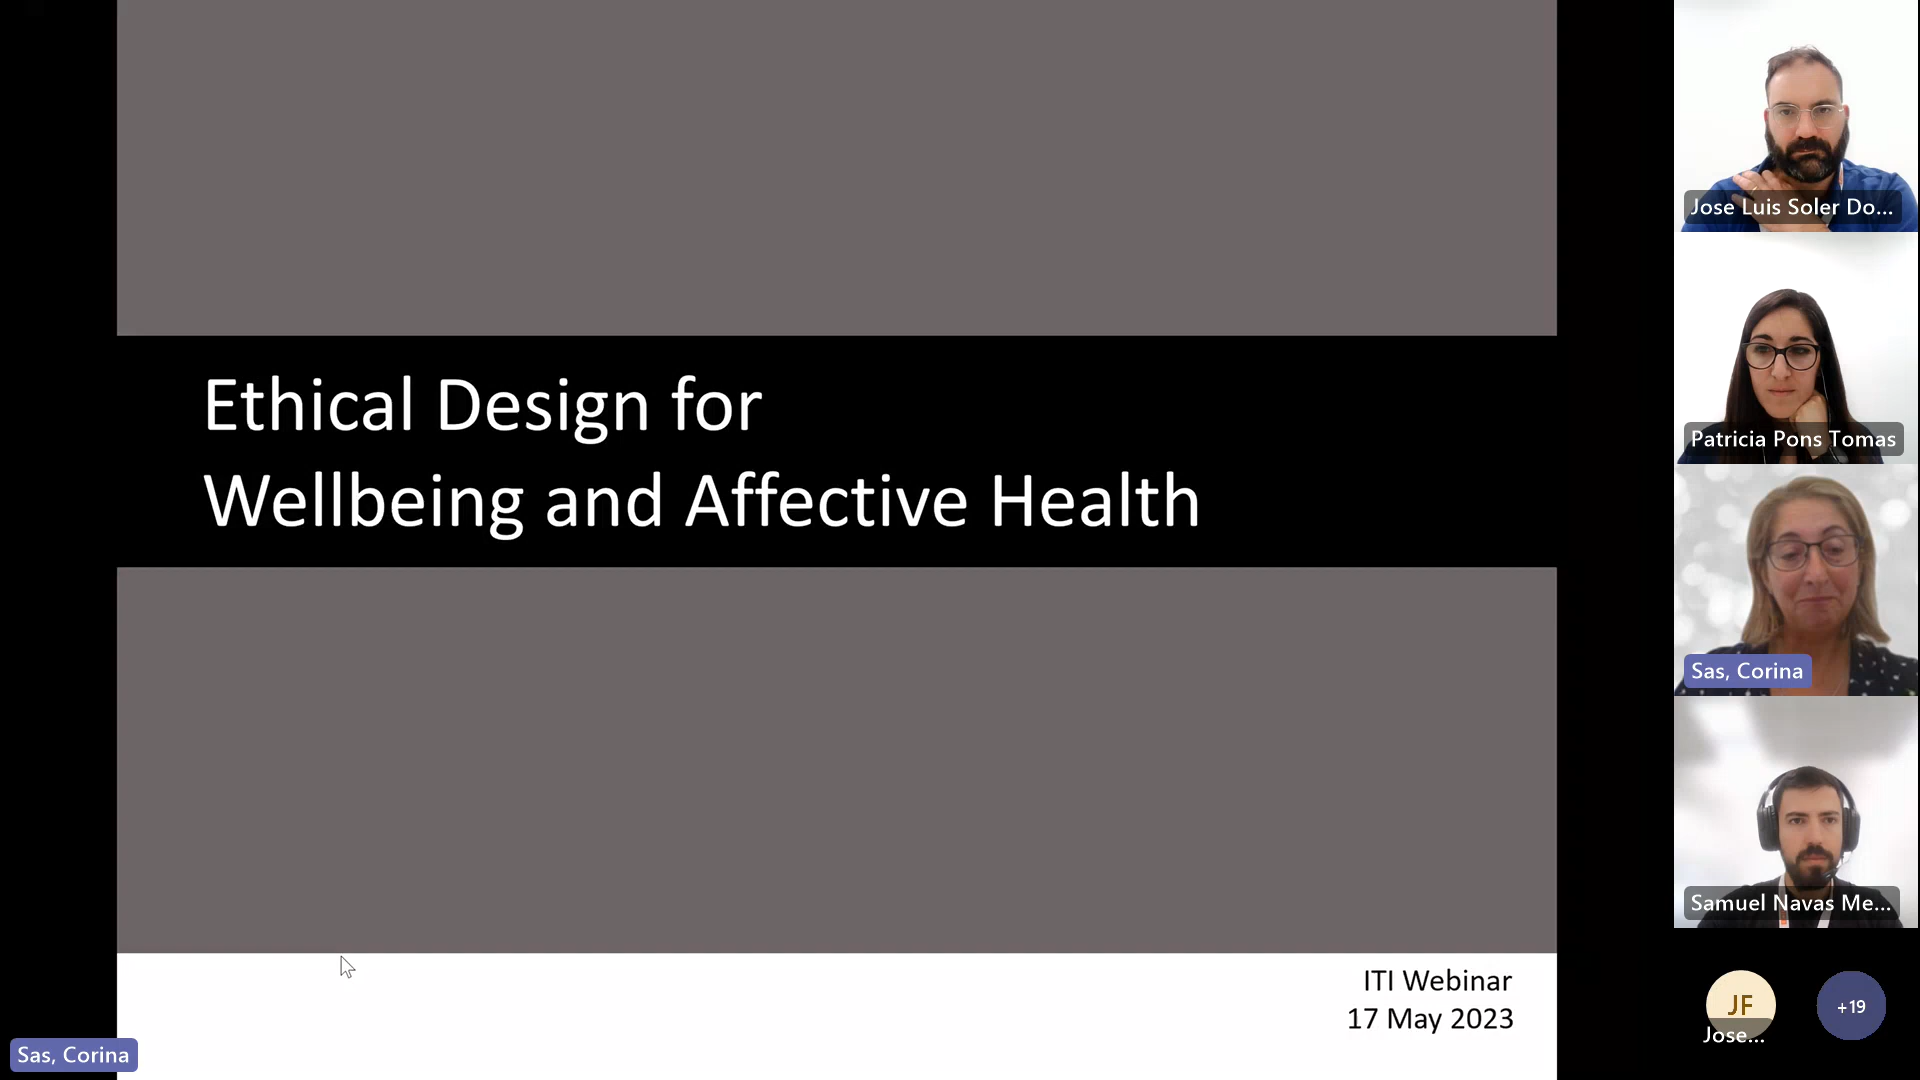 Ethical Design for
Wellbeing and Affective Health
ITI Webinar
17 May 2023
Sas, Corina
Jose Luis Soler Do...
Patricia Pons Tomas
Sas, Corina
Samuel Navas Me...
JF
Jose...
+19